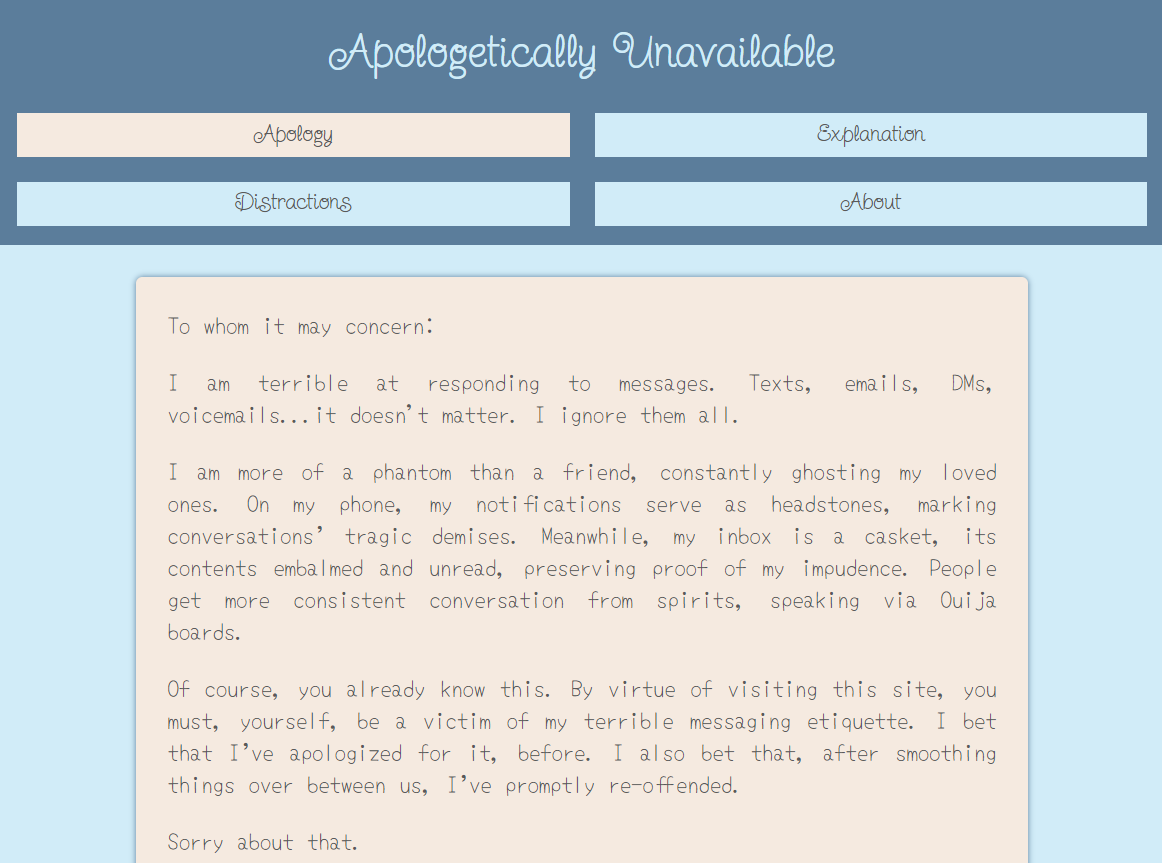 Apologetically Unavailable
Apology
Explanation
Distractions
About
To whom it may concern:
I am terrible at responding to messages. Texts, emails, DMs,
voicemails...it doesn’t matter. I ignore them all.
I am more of a phantom than a friend, constantly ghosting my loved
ones. On my phone, my notifications serve as headstones, marking
conversations’ tragic demises. Meanwhile, my inbox is a casket, its
contents embalmed and unread, preserving proof of my impudence. People
get more consistent conversation from spirits, speaking via Ouija
boards.
Of course, you already know this. By virtue of visiting this site, you
must, yourself, be a victim of my terrible messaging etiquette. I bet
that I’ve apologized for it, before. I also bet that, after smoothing
things over between us, I’ve promptly re-offended.
Sorry about that.